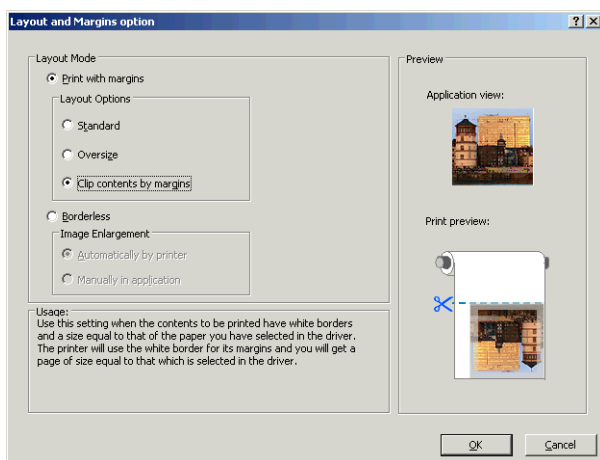 Layout and Margins option
Layout Mode
Print with margins
Layout Options
Standard
Oversize
Clip contents by margins
Borderless
Image Enlargement
Automatically by printer
Manually in application
Usage:
Use this setting when the contents to be printed have white borders
and a size equal to that of the paper you have selected in the driver.
The printer will use the white border for its margins and you will get a
page of size equal to that which is selected in the driver.
Preview
Application view:
Print preview:
OK
Cancel